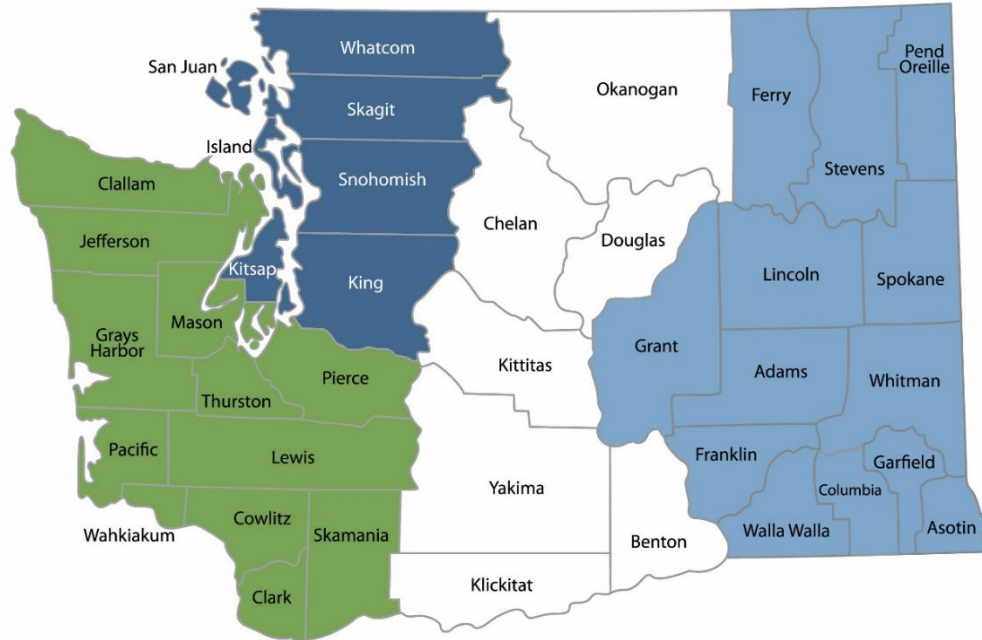 Whatcom
San Juan
Skagit
Island
Snohomish
Clallam
Jefferson
Kitsap
King
Mason
Grays
Harbor
Pierce
Thurston
Pacific
Lewis
Wahkiakum
Cowlitz
Skamania
Clark
Okanogan
Chelan
Douglas
Kittitas
Yakima
Benton
Klickitat
Ferry
Pend
Oreille
Stevens
Lincoln
Spokane
Grant
Adams
Whitman
Franklin
Garfield
Columbia
Walla Walla
Asotin